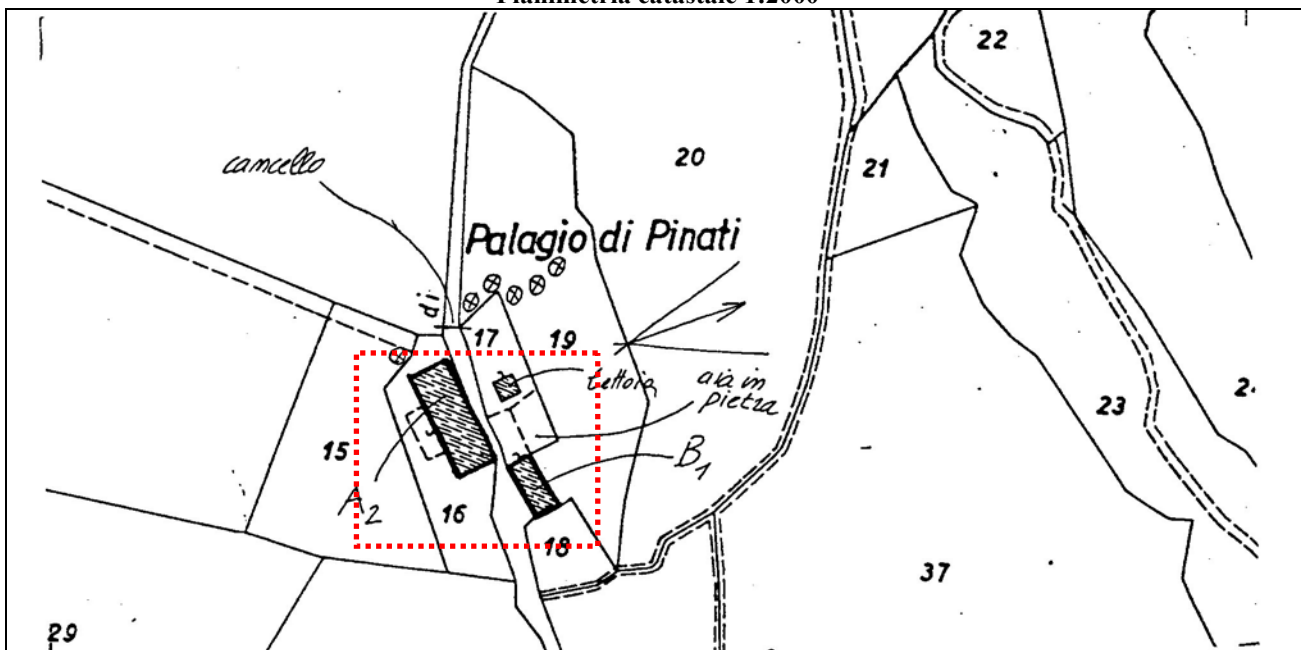 Planimetria catastale 1:2000
22
cancello
20
21
Palagio di Pinati
di
17
19
tettoia
aia in
pietra
23
2.
15
B1
A2
16
18
37
29